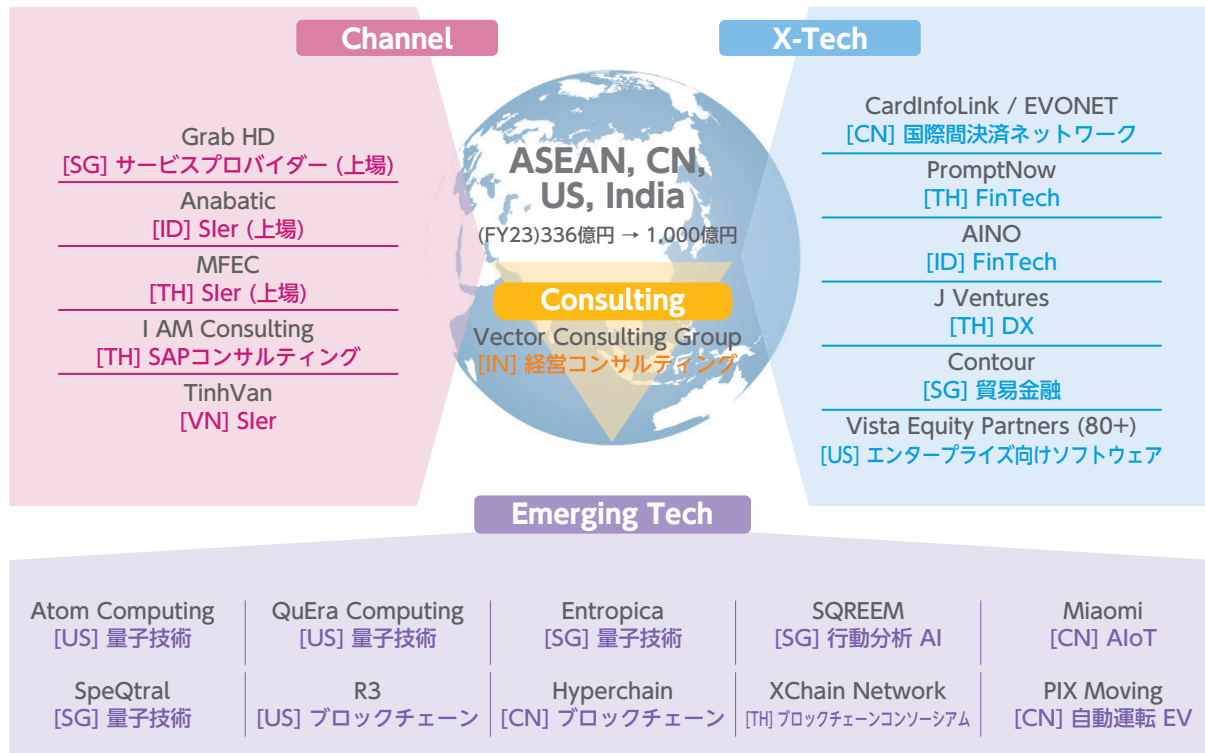 Channel
Grab HD
[SG] サービスプロバイダー (上場)
Anabatic
[ID] SIer (上場)
MFEC
[TH] SIer (上場)
I AM Consulting
[TH] SAPコンサルティング
TinhVan
[VN] SIer
ASEAN, CN,
US, India
(FY23)336億円 → 1,000億円
Consulting
Vector Consulting Group
[IN] 経営コンサルティング
X-Tech
CardInfoLink / EVONET
[CN] 国際間決済ネットワーク
PromptNow
[TH] FinTech
AINO
[ID] FinTech
J Ventures
[TH] DX
Contour
[SG] 貿易金融
Vista Equity Partners (80+)
[US] エンタープライズ向けソフトウェア
Emerging Tech
Atom Computing
[US] 量子技術
QuEra Computing
[US] 量子技術
Entropica
[SG] 量子技術
SQREEM
[SG] 行動分析 AI
Miaomi
[CN] AIoT
SpeQtral
[SG] 量子技術
R3
[US] ブロックチェーン
Hyperchain
[CN] ブロックチェーン
XChain Network
[TH] ブロックチェーンコンソーシアム
PIX Moving
[CN] 自動運転 EV